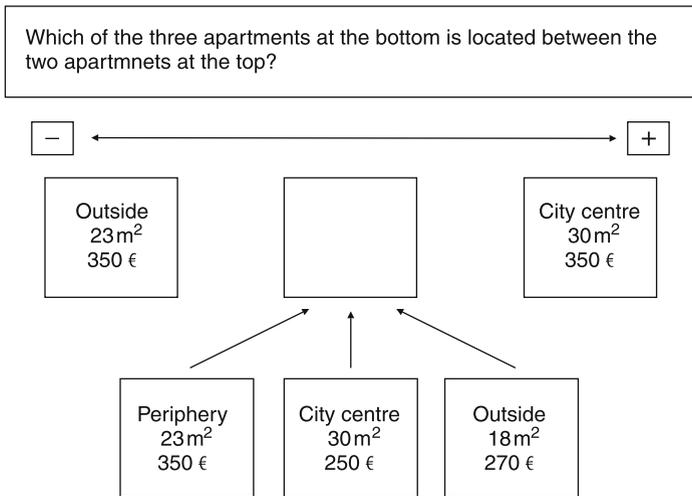 Which of the three apartments at the bottom is located between the
two apartmnets at the top?
− +
Outside
23 m²
350 €
City centre
30 m²
350 €
Periphery
23 m²
350 €
City centre
30 m²
250 €
Outside
18 m²
270 €